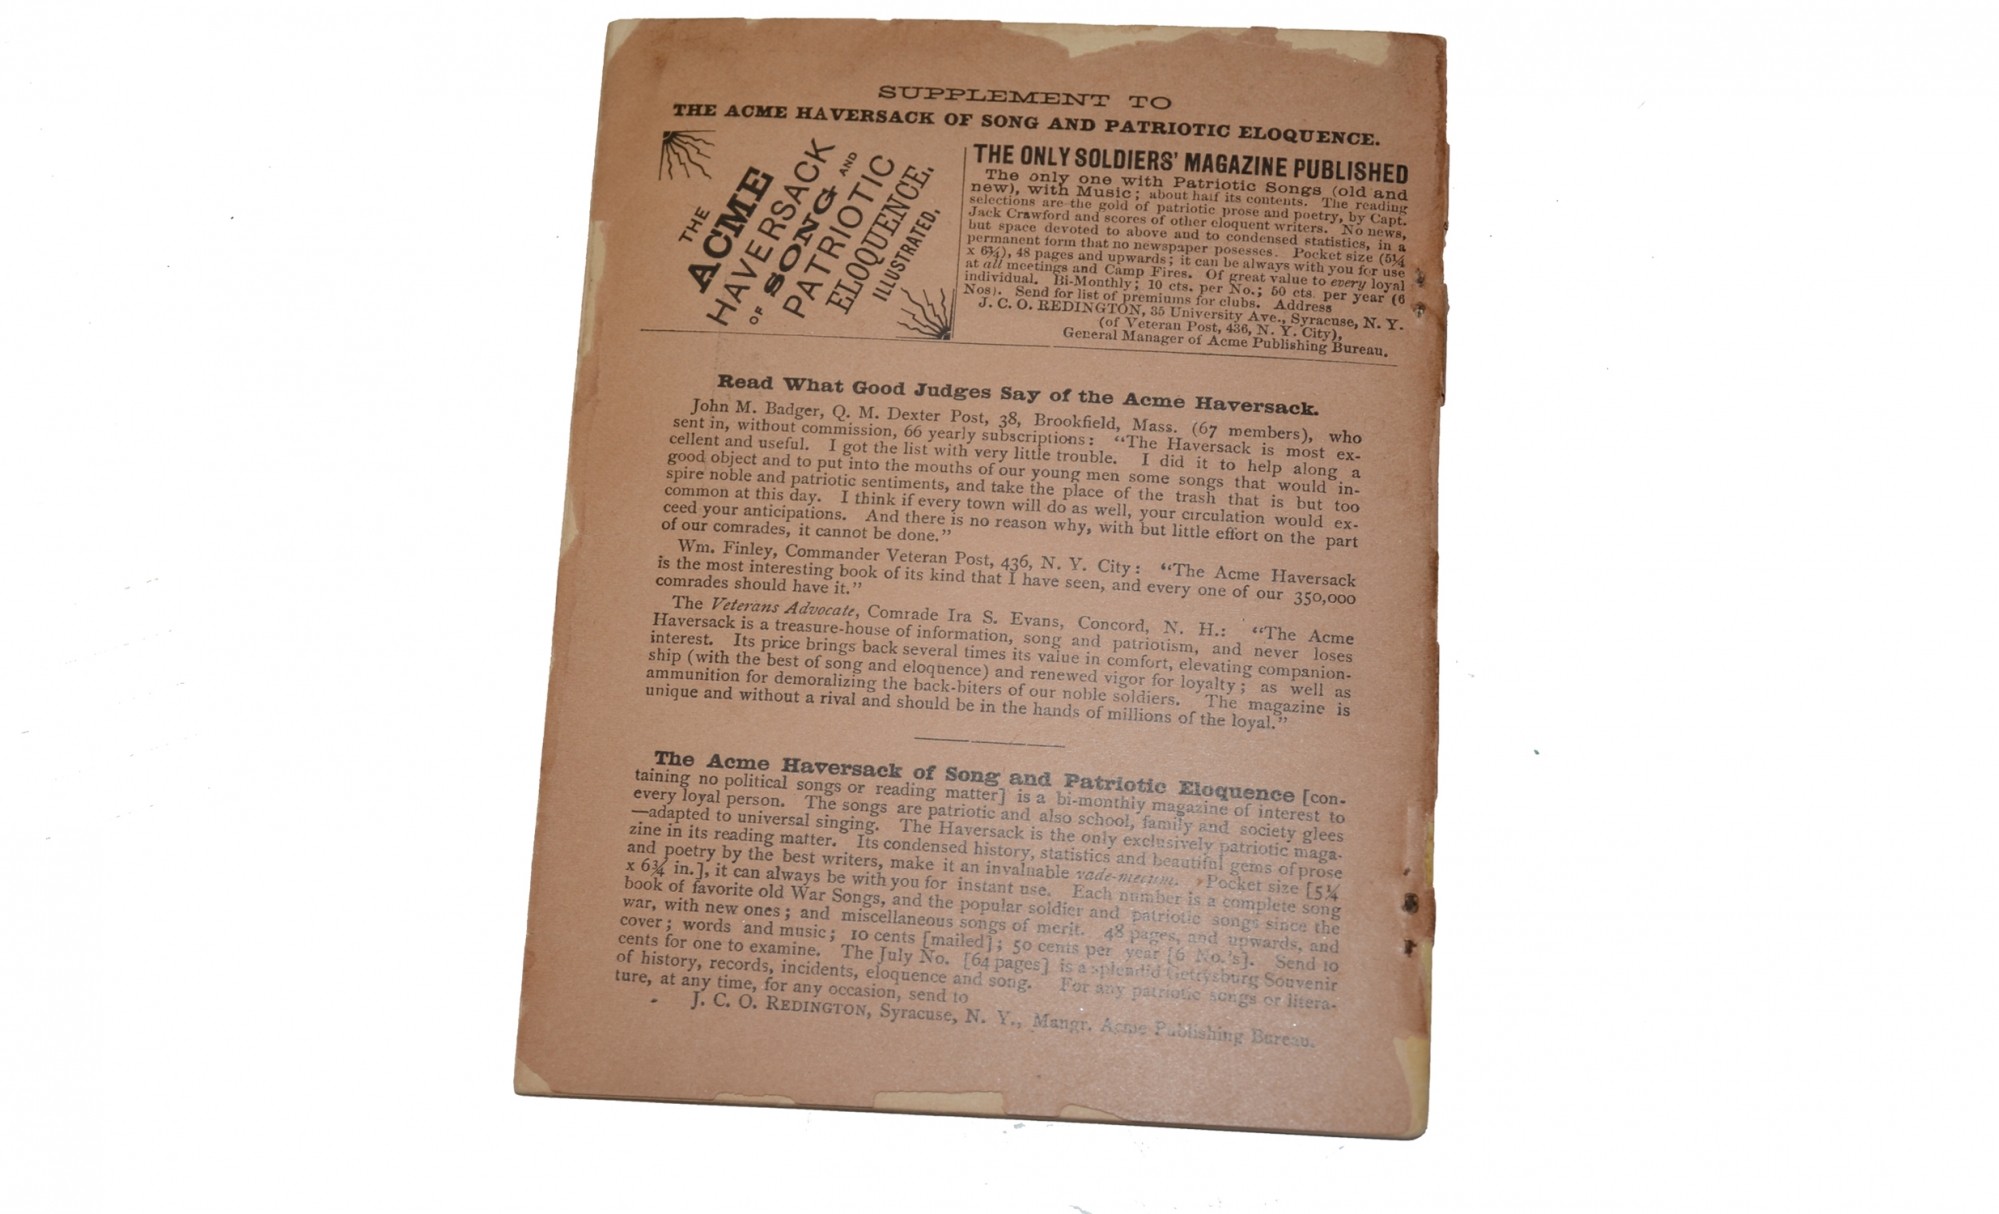 SUPPLEMENT TO
THE ACME HAVERSACK OF SONG AND PATRIOTIC ELOQUENCE.
THE
ACME
HAVERSACK
OF SONG AND
PATRIOTIC
ELOQUENCE.
ILLUSTRATED,
THE ONLY SOLDIERS' MAGAZINE PUBLISHED
The only one with Patriotic Songs (old and
new), with Music; about half its contents. The reading
selections are the gold of patriotic prose and poetry, by Capt.
Jack Crawford and scores of other eloquent writers. No news,
but space devoted to above and to condensed statistics, in a
permanent form that no newspaper posesses. Pocket size (5¼
x 6¾), 48 pages and upwards; it can be always with you for use
at all meetings and Camp Fires. Of great value to every loyal
individual. Bi-Monthly; 10 cts. per No.; 50 cts. per year (6
Nos). Send for list of premiums for clubs. Address
J. C. O. REDINGTON, 35 University Ave., Syracuse, N. Y.
(of Veteran Post, 436, N. Y. City),
General Manager of Acme Publishing Bureau.
Read What Good Judges Say of the Acme Haversack.
John M. Badger, Q. M. Dexter Post, 38, Brookfield, Mass. (67 members), who
sent in, without commission, 66 yearly subscriptions: "The Haversack is most ex-
cellent and useful. I got the list with very little trouble. I did it to help along a
good object and to put into the mouths of our young men some songs that would in-
spire noble and patriotic sentiments, and take the place of the trash that is but too
common at this day. I think if every town will do as well, your circulation would ex-
ceed your anticipations. And there is no reason why, with but little effort on the part
of our comrades, it cannot be done."
Wm. Finley, Commander Veteran Post, 436, N. Y. City: "The Acme Haversack
is the most interesting book of its kind that I have seen, and every one of our 350,000
comrades should have it."
The Veterans Advocate, Comrade Ira S. Evans, Concord, N. H.: "The Acme
Haversack is a treasure-house of information, song and patriotism, and never loses
interest. Its price brings back several times its value in comfort, elevating companion-
ship (with the best of song and eloquence) and renewed vigor for loyalty; as well as
ammunition for demoralizing the back-biters of our noble soldiers. The magazine is
unique and without a rival and should be in the hands of millions of the loyal."
The Acme Haversack of Song and Patriotic Eloquence [con-
taining no political songs or reading matter] is a bi-monthly magazine of interest to
every loyal person. The songs are patriotic and also school, family and society glees
—adapted to universal singing. The Haversack is the only exclusively patriotic maga-
zine in its reading matter. Its condensed history, statistics and beautiful gems of prose
and poetry by the best writers, make it an invaluable vade-mecum. Pocket size [5¼
x 6¾ in.], it can always be with you for instant use. Each number is a complete song
book of favorite old War Songs, and the popular soldier and patriotic songs since the
war, with new ones; and miscellaneous songs of merit. 48 pages, and upwards, and
cover; words and music; 10 cents [mailed]; 50 cents per year [6 No.'s]. Send 10
cents for one to examine. The July No. [64 pages] is a splendid Gettysburg Souvenir
of history, records, incidents, eloquence and song. For any patriotic songs or litera-
ture, at any time, for any occasion, send to
J. C. O. REDINGTON, Syracuse, N. Y., Mangr. Acme Publishing Bureau.